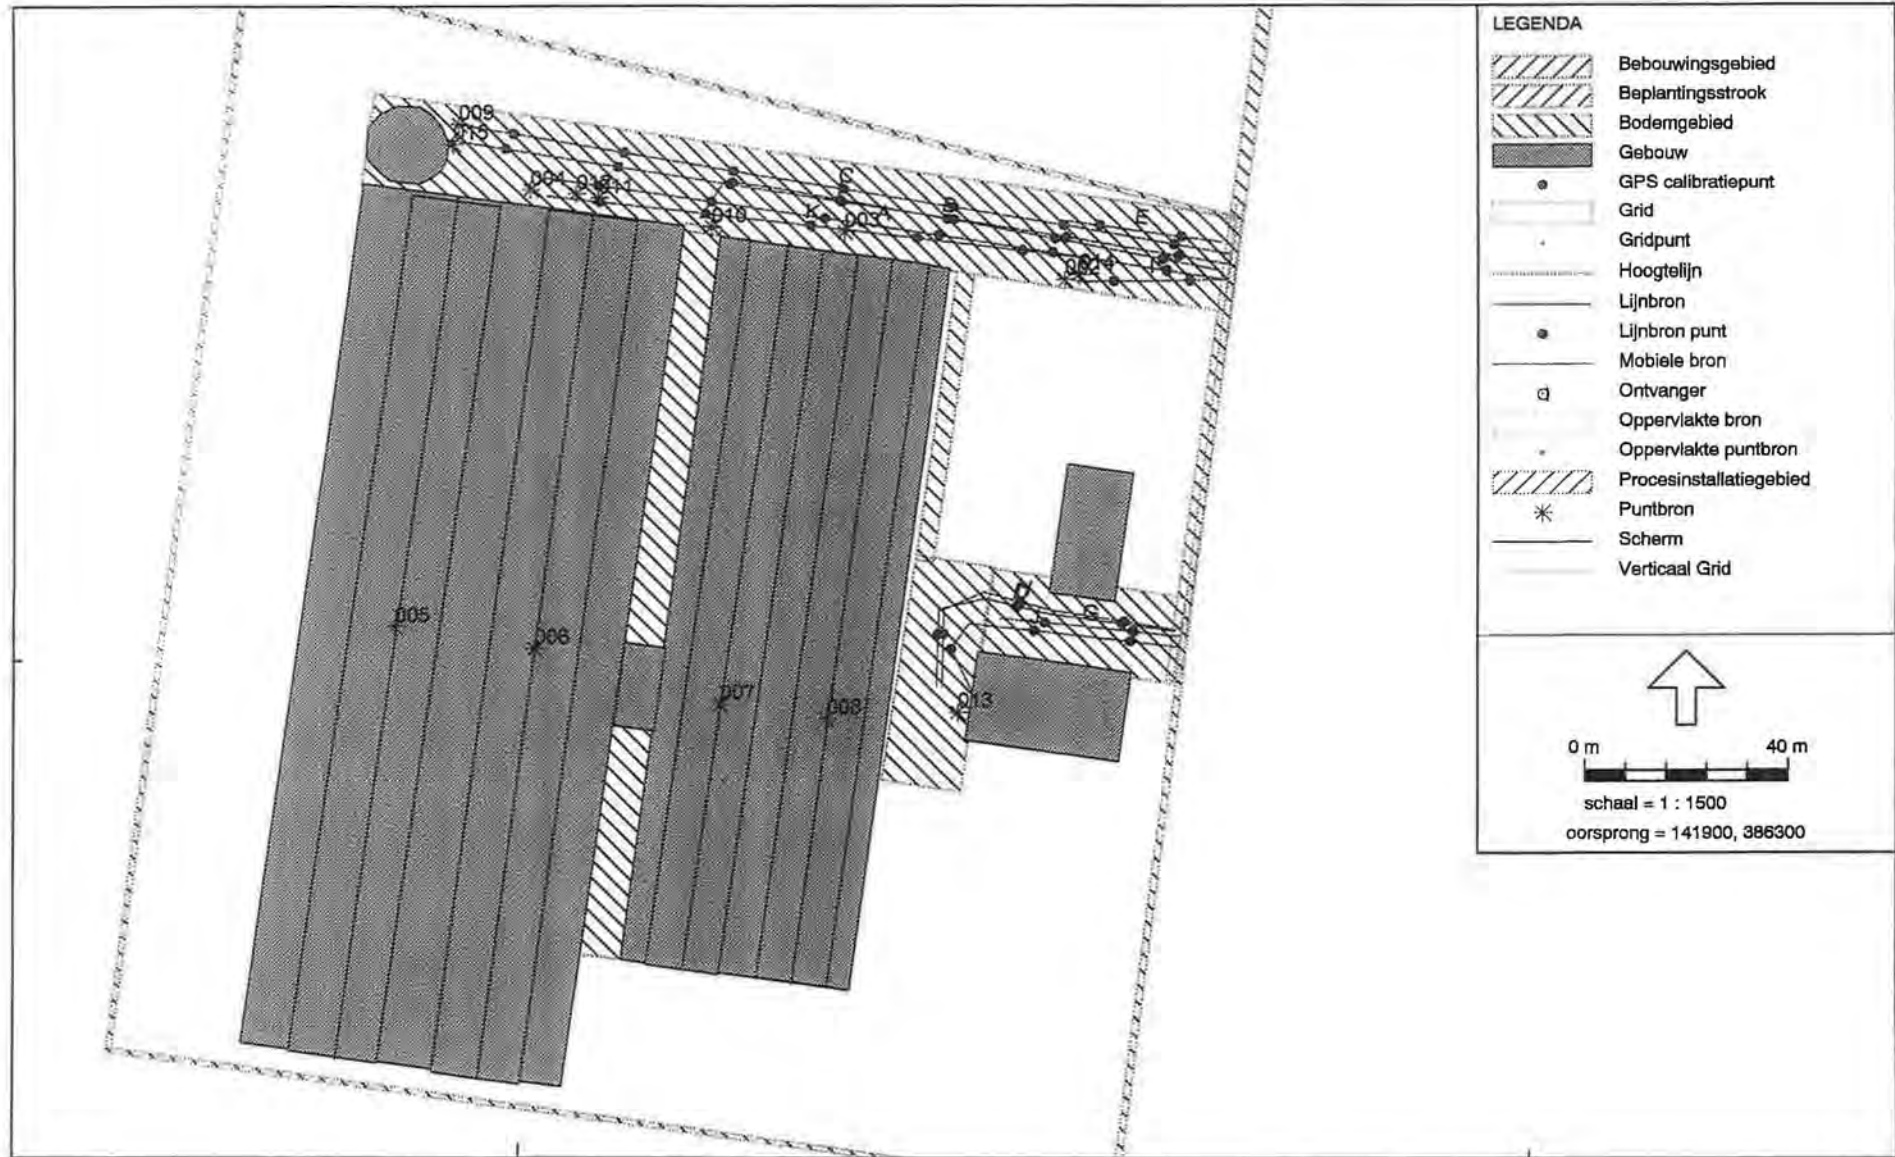 LEGENDA
Bebouwingsgebied
Beplantingsstrook
Bodemgebied
Gebouw
GPS calibratiepunt
Grid
Gridpunt
Hoogtelijn
Lijnbron
Lijnbron punt
Mobiele bron
Ontvanger
Oppervlakte bron
Oppervlakte puntbron
Procesinstallatiegebied
Puntbron
Scherm
Verticaal Grid
0 m 40 m
schaal = 1 : 1500
oorsprong = 141900, 386300
009
015
004
011
010
C
K
A
003
B
E
I
014
005
006
007
008
D
J
G
013